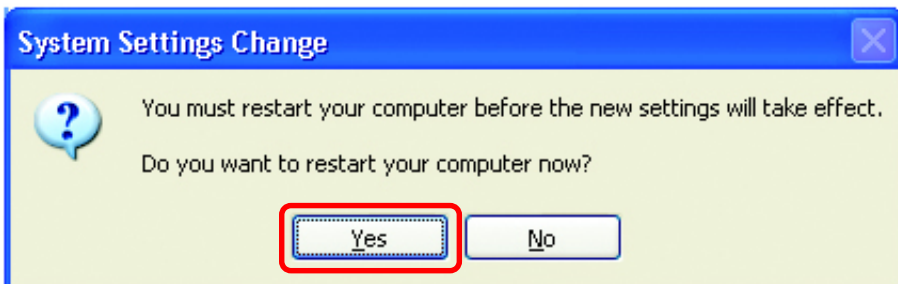 System Settings Change
You must restart your computer before the new settings will take effect.
Do you want to restart your computer now?
Yes No